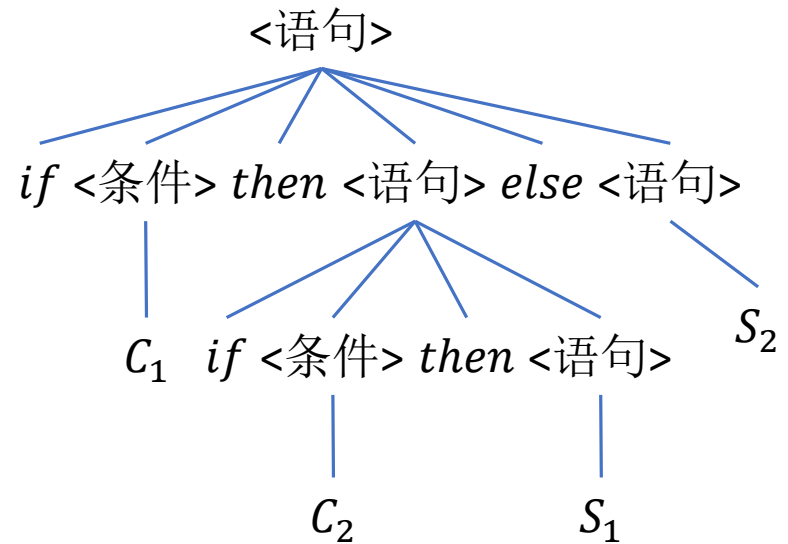 <语句>
if <条件> then <语句> else <语句>
C₁ if <条件> then <语句> S₂
C₂ S₁